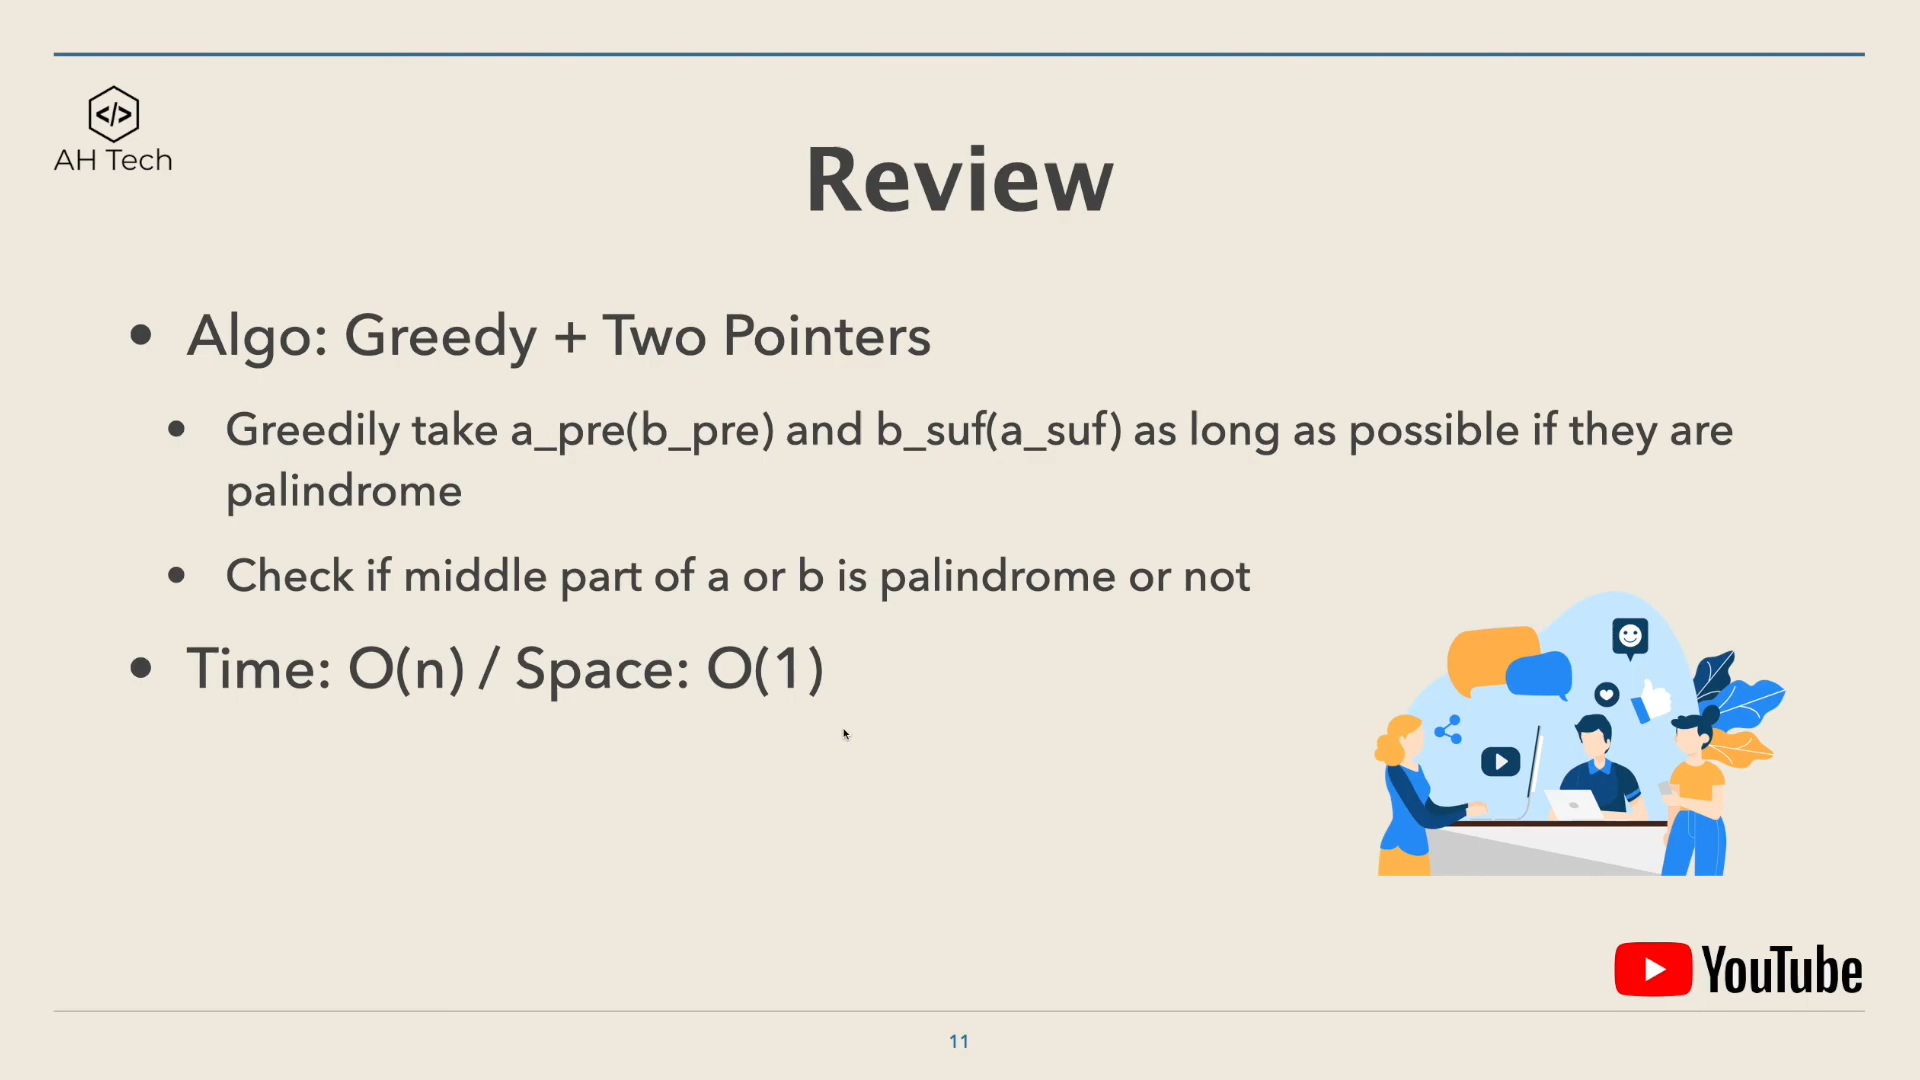 </>
AH Tech
Review
• Algo: Greedy + Two Pointers
• Greedily take a_pre(b_pre) and b_suf(a_suf) as long as possible if they are
palindrome
• Check if middle part of a or b is palindrome or not
• Time: O(n) / Space: O(1)
YouTube
11